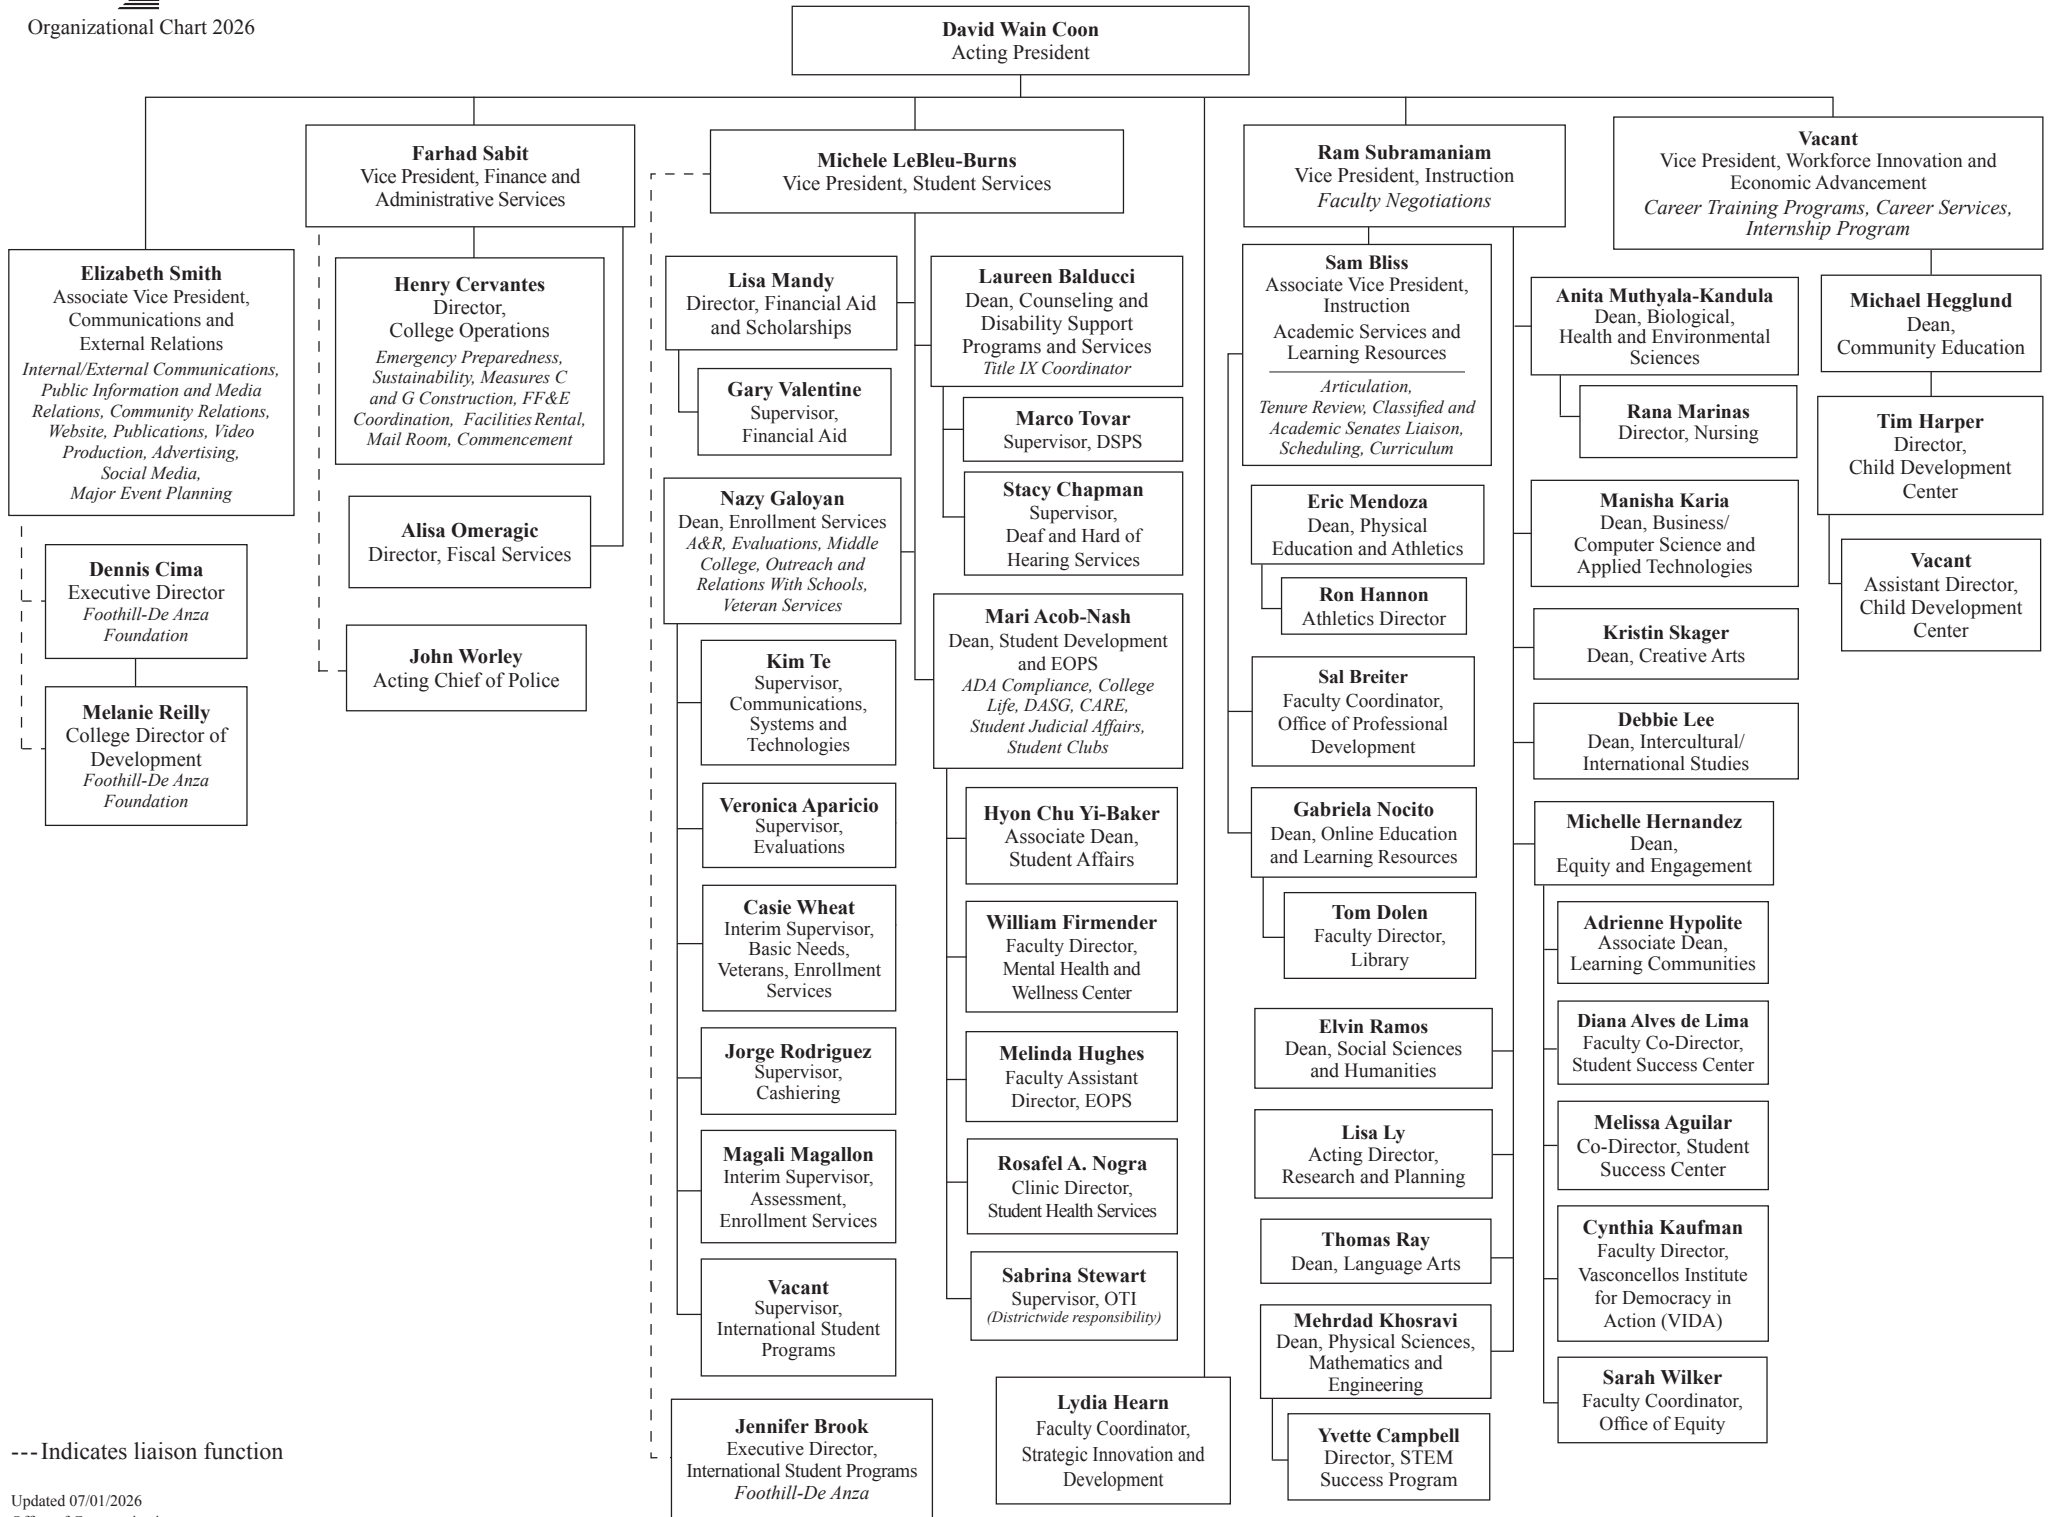 Organizational Chart 2026
David Wain Coon
Acting President
Elizabeth Smith
Associate Vice President,
Communications and
External Relations
Internal/External Communications,
Public Information and Media
Relations, Community Relations,
Website, Publications, Video
Production, Advertising,
Social Media,
Major Event Planning
Dennis Cima
Executive Director
Foothill-De Anza
Foundation
Melanie Reilly
College Director of
Development
Foothill-De Anza
Foundation
Farhad Sabit
Vice President, Finance and
Administrative Services
Henry Cervantes
Director,
College Operations
Emergency Preparedness,
Sustainability, Measures C
and G Construction, FF&E
Coordination, Facilities Rental,
Mail Room, Commencement
Alisa Omeragic
Director, Fiscal Services
John Worley
Acting Chief of Police
Michele LeBleu-Burns
Vice President, Student Services
Lisa Mandy
Director, Financial Aid
and Scholarships
Gary Valentine
Supervisor,
Financial Aid
Nazy Galoyan
Dean, Enrollment Services
A&R, Evaluations, Middle
College, Outreach and
Relations With Schools,
Veteran Services
Kim Te
Supervisor,
Communications,
Systems and
Technologies
Veronica Aparicio
Supervisor,
Evaluations
Casie Wheat
Interim Supervisor,
Basic Needs,
Veterans, Enrollment
Services
Jorge Rodriguez
Supervisor,
Cashiering
Magali Magallon
Interim Supervisor,
Assessment,
Enrollment Services
Vacant
Supervisor,
International Student
Programs
Jennifer Brook
Executive Director,
International Student Programs
Foothill-De Anza
Laureen Balducci
Dean, Counseling and
Disability Support
Programs and Services
Title IX Coordinator
Marco Tovar
Supervisor, DSPS
Stacy Chapman
Supervisor,
Deaf and Hard of
Hearing Services
Mari Acob-Nash
Dean, Student Development
and EOPS
ADA Compliance, College
Life, DASG, CARE,
Student Judicial Affairs,
Student Clubs
Hyon Chu Yi-Baker
Associate Dean,
Student Affairs
William Firmender
Faculty Director,
Mental Health and
Wellness Center
Melinda Hughes
Faculty Assistant
Director, EOPS
Rosafel A. Nogra
Clinic Director,
Student Health Services
Sabrina Stewart
Supervisor, OTI
(Districtwide responsibility)
Lydia Hearn
Faculty Coordinator,
Strategic Innovation and
Development
Ram Subramaniam
Vice President, Instruction
Faculty Negotiations
Sam Bliss
Associate Vice President,
Instruction
Academic Services and
Learning Resources
Articulation,
Tenure Review, Classified and
Academic Senates Liaison,
Scheduling, Curriculum
Eric Mendoza
Dean, Physical
Education and Athletics
Ron Hannon
Athletics Director
Sal Breiter
Faculty Coordinator,
Office of Professional
Development
Gabriela Nocito
Dean, Online Education
and Learning Resources
Tom Dolen
Faculty Director,
Library
Elvin Ramos
Dean, Social Sciences
and Humanities
Lisa Ly
Acting Director,
Research and Planning
Thomas Ray
Dean, Language Arts
Mehrdad Khosravi
Dean, Physical Sciences,
Mathematics and
Engineering
Yvette Campbell
Director, STEM
Success Program
Anita Muthyala-Kandula
Dean, Biological,
Health and Environmental
Sciences
Rana Marinas
Director, Nursing
Manisha Karia
Dean, Business/
Computer Science and
Applied Technologies
Kristin Skager
Dean, Creative Arts
Debbie Lee
Dean, Intercultural/
International Studies
Michelle Hernandez
Dean,
Equity and Engagement
Adrienne Hypolite
Associate Dean,
Learning Communities
Diana Alves de Lima
Faculty Co-Director,
Student Success Center
Melissa Aguilar
Co-Director, Student
Success Center
Cynthia Kaufman
Faculty Director,
Vasconcellos Institute
for Democracy in
Action (VIDA)
Sarah Wilker
Faculty Coordinator,
Office of Equity
Vacant
Vice President, Workforce Innovation and
Economic Advancement
Career Training Programs, Career Services,
Internship Program
Michael Hegglund
Dean,
Community Education
Tim Harper
Director,
Child Development
Center
Vacant
Assistant Director,
Child Development
Center
---Indicates liaison function
Updated 07/01/2026